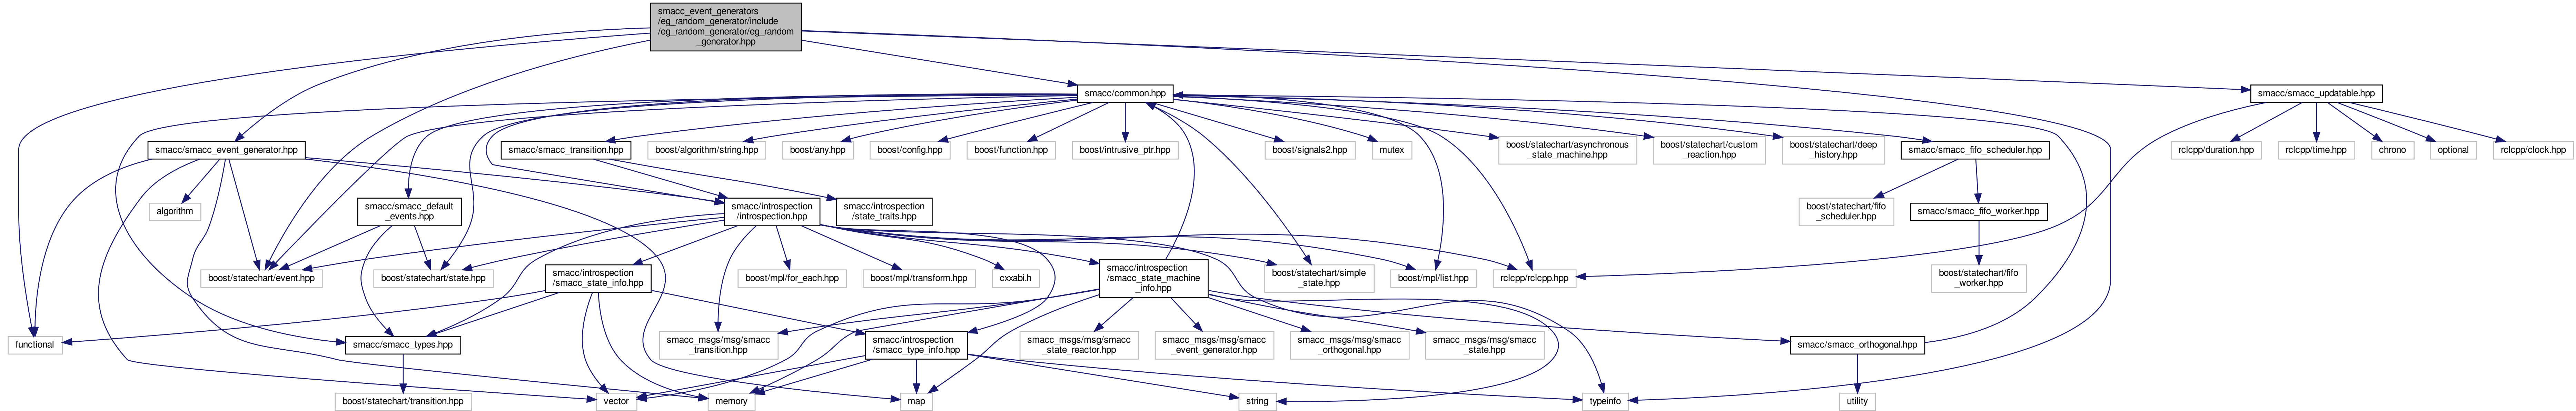 smacc_event_generators
/eg_random_generator/include
/eg_random_generator/eg_random
_generator.hpp
smacc/common.hpp
smacc/smacc_updatable.hpp
smacc/smacc_event_generator.hpp
smacc/smacc_transition.hpp
boost/algorithm/string.hpp
boost/any.hpp
boost/config.hpp
boost/function.hpp
boost/intrusive_ptr.hpp
boost/signals2.hpp
mutex
boost/statechart/asynchronous
_state_machine.hpp
boost/statechart/custom
_reaction.hpp
boost/statechart/deep
_history.hpp
smacc/smacc_fifo_scheduler.hpp
rclcpp/duration.hpp
rclcpp/time.hpp
chrono
optional
rclcpp/clock.hpp
algorithm
smacc/smacc_default
_events.hpp
smacc/introspection
/introspection.hpp
smacc/introspection
/state_traits.hpp
boost/statechart/fifo
_scheduler.hpp
smacc/smacc_fifo_worker.hpp
boost/statechart/event.hpp
boost/statechart/state.hpp
smacc/introspection
/smacc_state_info.hpp
boost/mpl/for_each.hpp
boost/mpl/transform.hpp
cxxabi.h
smacc/introspection
/smacc_state_machine
_info.hpp
boost/statechart/simple
_state.hpp
boost/mpl/list.hpp
rclcpp/rclcpp.hpp
boost/statechart/fifo
_worker.hpp
functional
smacc/smacc_types.hpp
smacc_msgs/msg/smacc
_transition.hpp
smacc/introspection
/smacc_type_info.hpp
smacc_msgs/msg/smacc
_state_reactor.hpp
smacc_msgs/msg/smacc
_event_generator.hpp
smacc_msgs/msg/smacc
_orthogonal.hpp
smacc_msgs/msg/smacc
_state.hpp
smacc/smacc_orthogonal.hpp
boost/statechart/transition.hpp
vector
memory
map
string
typeinfo
utility